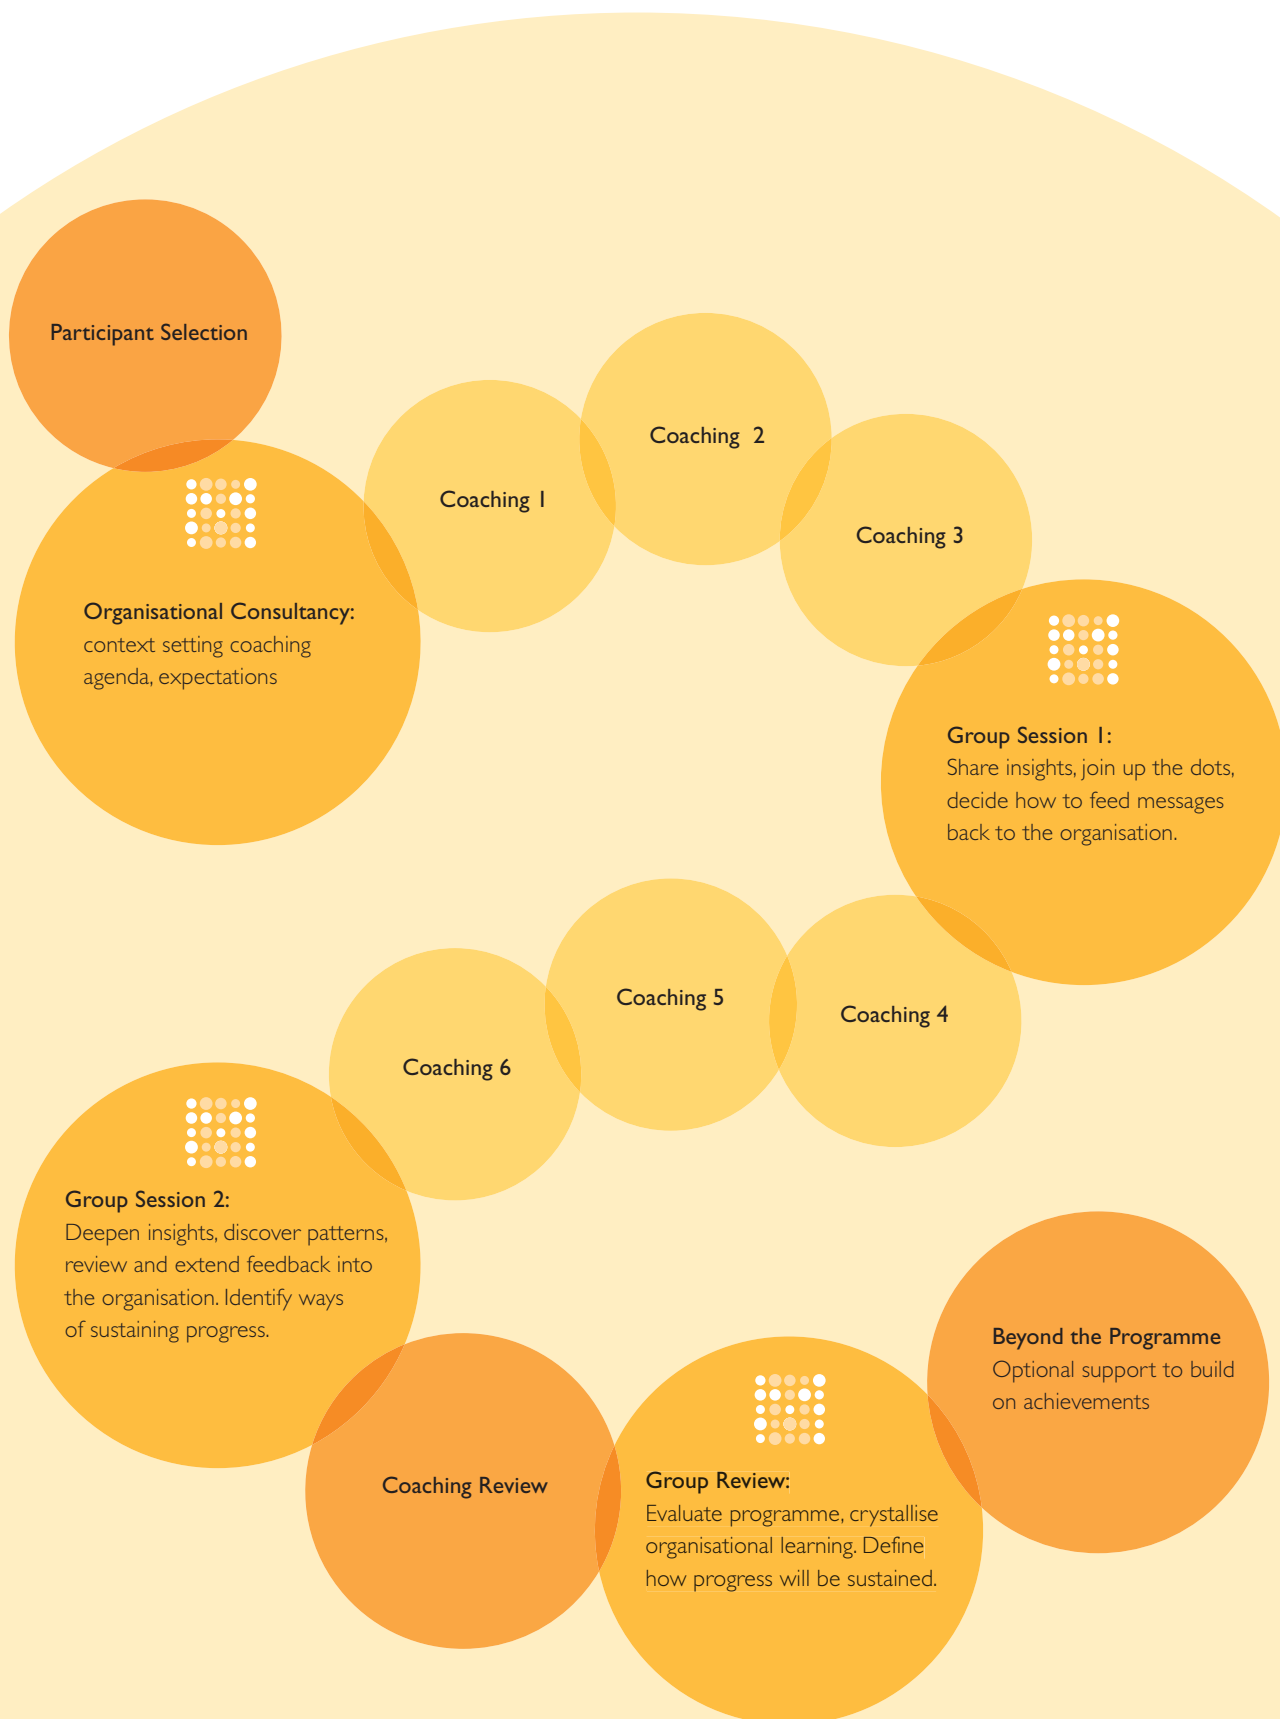 Participant Selection
Organisational Consultancy:
context setting coaching
agenda, expectations
Coaching 1
Coaching 2
Coaching 3
Group Session 1:
Share insights, join up the dots,
decide how to feed messages
back to the organisation.
Coaching 4
Coaching 5
Coaching 6
Group Session 2:
Deepen insights, discover patterns,
review and extend feedback into
the organisation. Identify ways
of sustaining progress.
Coaching Review
Group Review:
Evaluate programme, crystallise
organisational learning. Define
how progress will be sustained.
Beyond the Programme
Optional support to build
on achievements